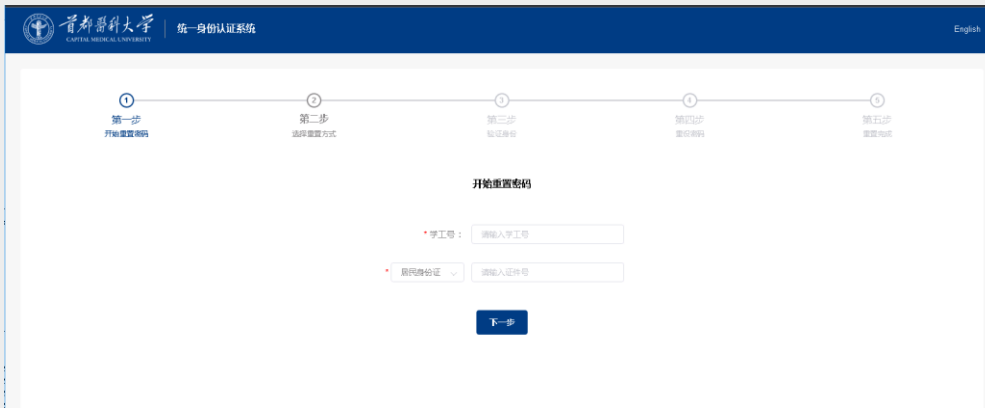 首都医科大学 统一身份认证系统 English
CAPITAL MEDICAL UNIVERSITY
1 2 3 4 5
第一步 第二步 第三步 第四步 第五步
开始重置密码 选择重置方式 验证身份 重设密码 重置完成
开始重置密码
* 学工号： 请输入学工号
* 居民身份证 请输入证件号
下一步